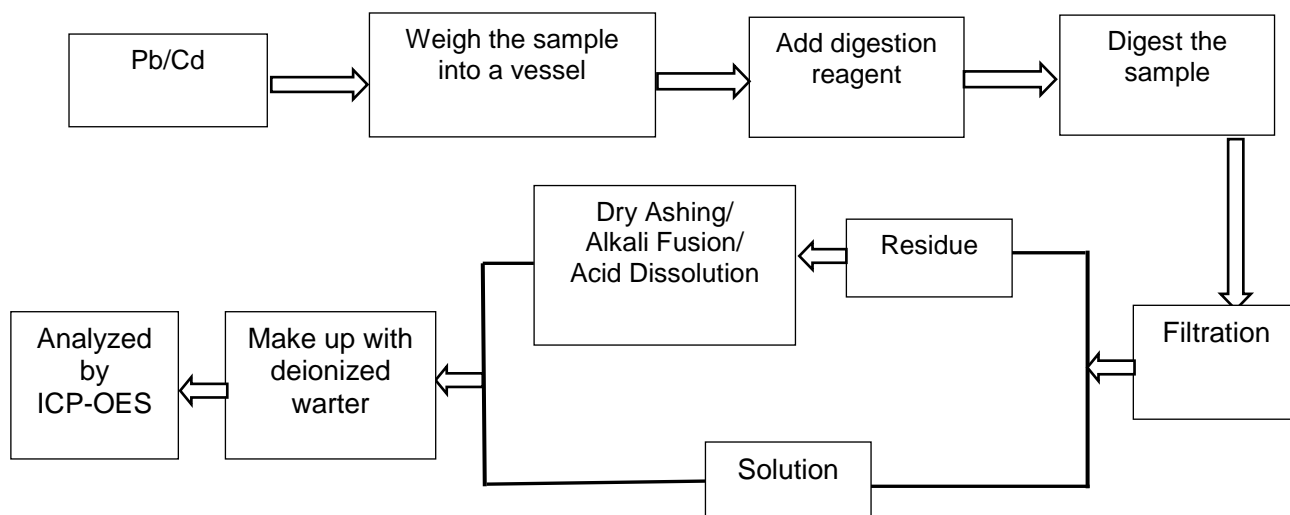 Pb/Cd
Weigh the sample
into a vessel
Add digestion
reagent
Digest the
sample
Filtration
Residue
Dry Ashing/
Alkali Fusion/
Acid Dissolution
Solution
Make up with
deionized
warter
Analyzed
by
ICP-OES